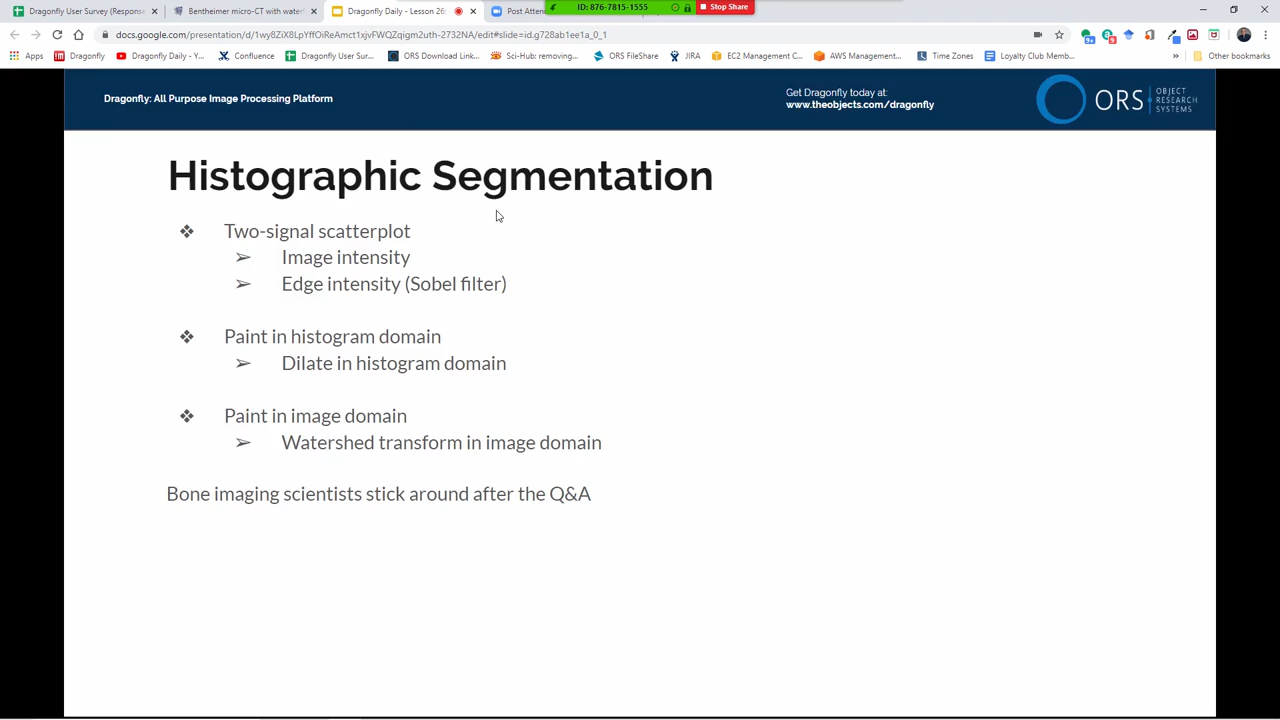 Dragonfly User Survey (Respons
Bentheimer micro-CT with water
Dragonfly Daily - Lesson 26:
Post Atten
ID: 876-7815-1555
Stop Share
docs.google.com/presentation/d/1wy8ZiX8LpYffOiReAmct1xjvFWQZqigm2uth-2732NA/edit#slide=id.g728ab1ee1a_0_1
Apps
Dragonfly
Dragonfly Daily - Y...
Confluence
Dragonfly User Sur...
ORS Download Link...
Sci-Hub: removing...
ORS FileShare
JIRA
EC2 Management C...
AWS Management...
Time Zones
Loyalty Club Memb...
Other bookmarks
Dragonfly: All Purpose Image Processing Platform
Get Dragonfly today at:
www.theobjects.com/dragonfly
ORS
OBJECT
RESEARCH
SYSTEMS
Histographic Segmentation
❖ Two-signal scatterplot
➢ Image intensity
➢ Edge intensity (Sobel filter)
❖ Paint in histogram domain
➢ Dilate in histogram domain
❖ Paint in image domain
➢ Watershed transform in image domain
Bone imaging scientists stick around after the Q&A